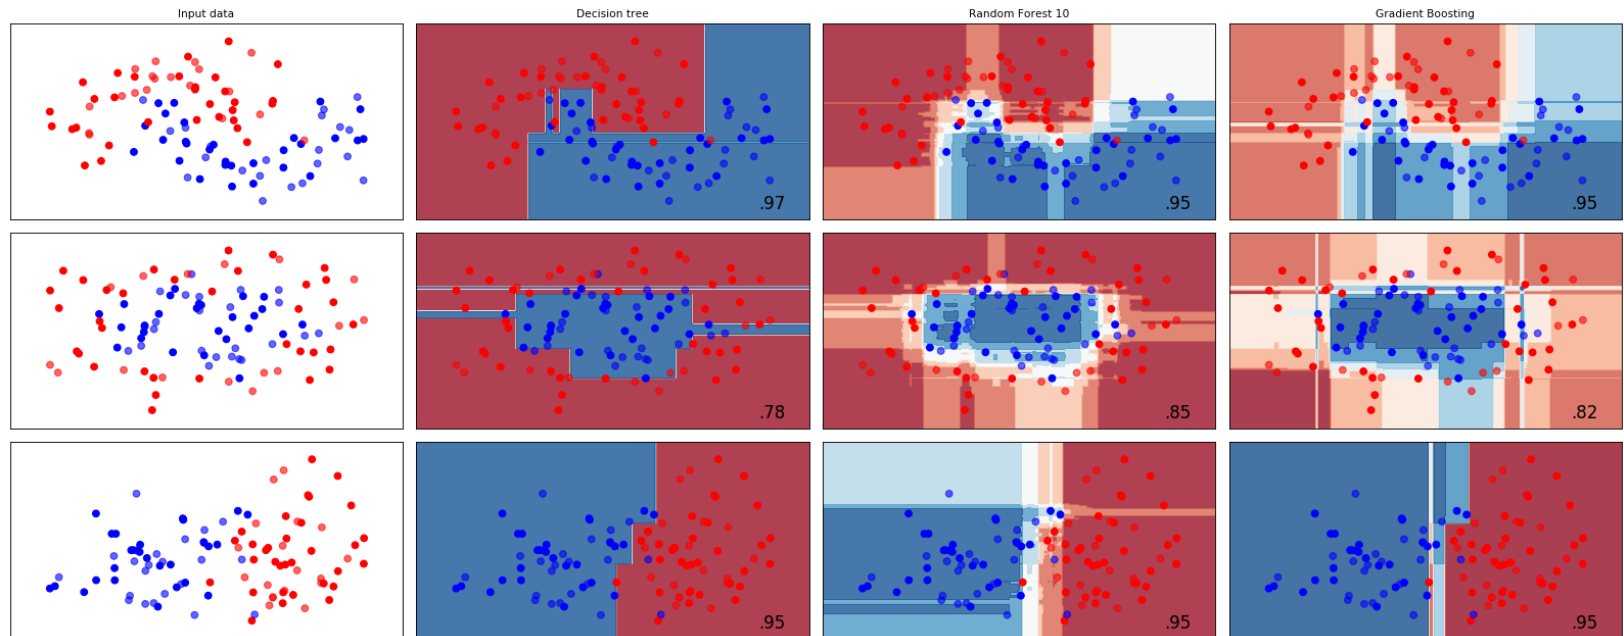 Input data
Decision tree
Random Forest 10
Gradient Boosting
.97
.95
.95
.78
.85
.82
.95
.95
.95